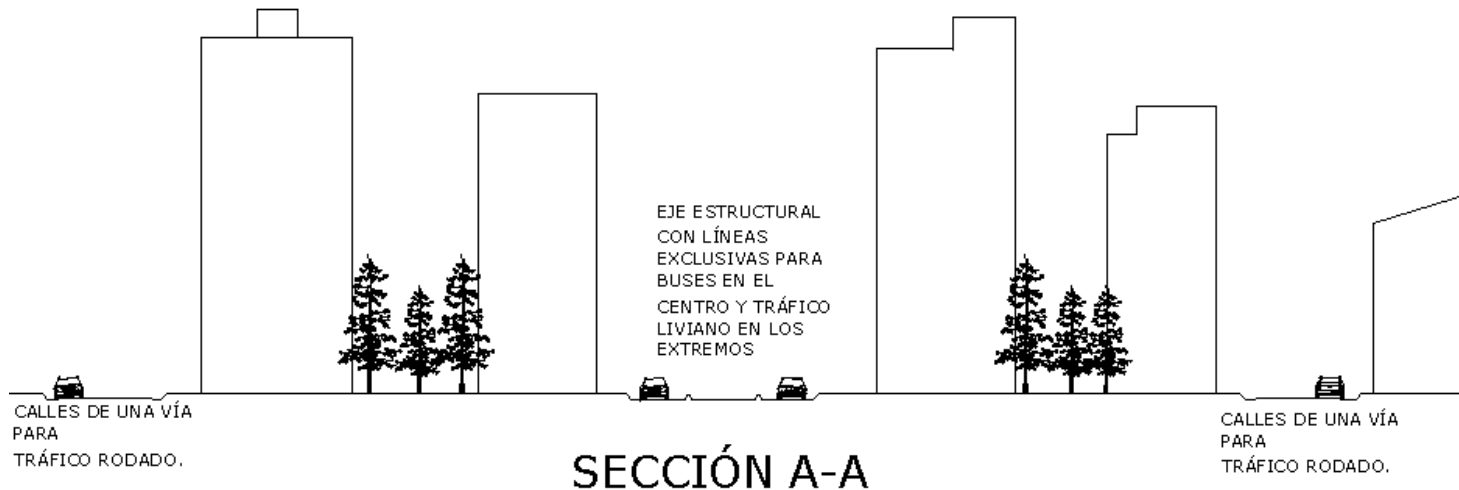 EJE ESTRUCTURAL
CON LÍNEAS
EXCLUSIVAS PARA
BUSES EN EL
CENTRO Y TRÁFICO
LIVIANO EN LOS
EXTREMOS
CALLES DE UNA VÍA
PARA
TRÁFICO RODADO.
CALLES DE UNA VÍA
PARA
TRÁFICO RODADO.
SECCIÓN A-A